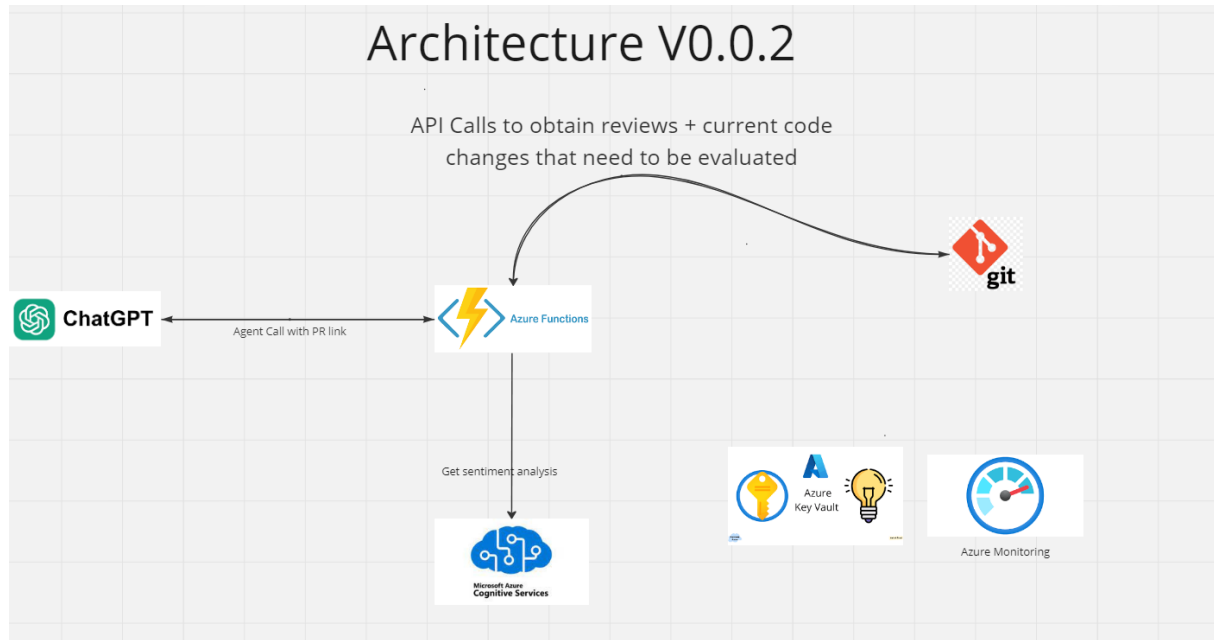 Architecture V0.0.2
API Calls to obtain reviews + current code
changes that need to be evaluated
git
ChatGPT
Agent Call with PR link
Azure Functions
Get sentiment analysis
Azure
Key Vault
Microsoft Azure
Cognitive Services
Azure Monitoring